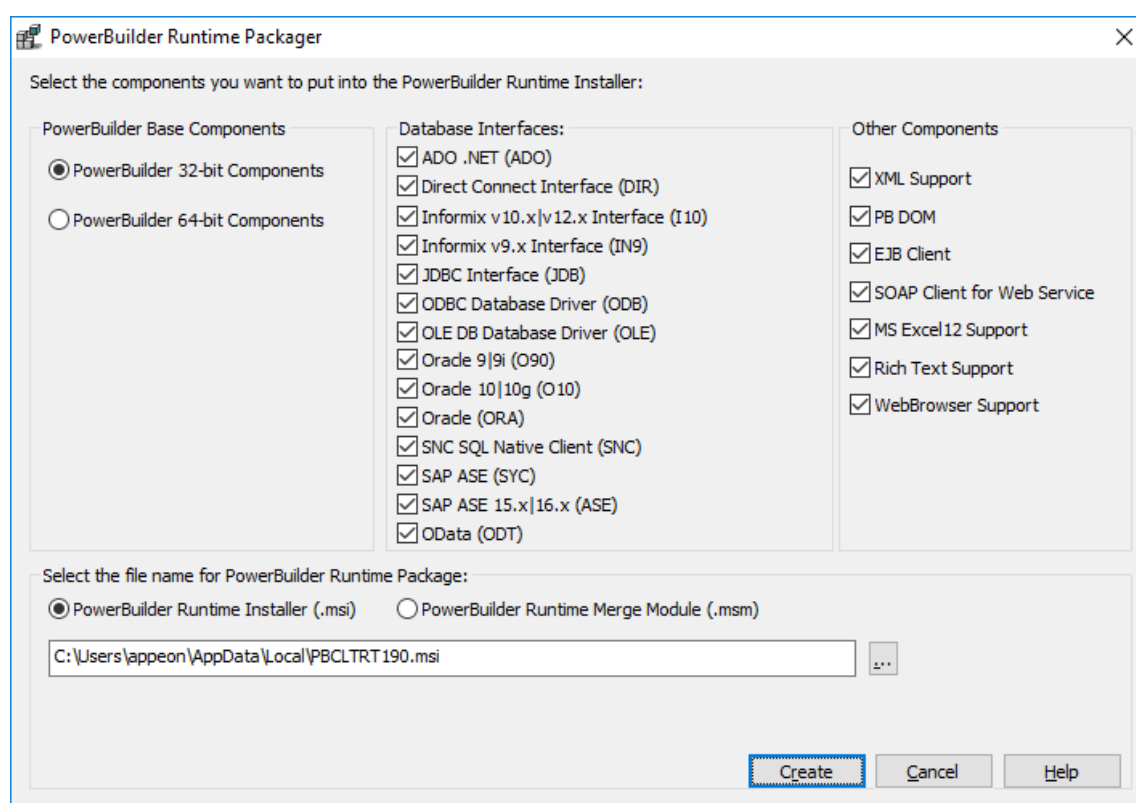 PowerBuilder Runtime Packager
Select the components you want to put into the PowerBuilder Runtime Installer:
PowerBuilder Base Components
PowerBuilder 32-bit Components
PowerBuilder 64-bit Components
Database Interfaces:
ADO .NET (ADO)
Direct Connect Interface (DIR)
Informix v10.x|v12.x Interface (I10)
Informix v9.x Interface (IN9)
JDBC Interface (JDB)
ODBC Database Driver (ODB)
OLE DB Database Driver (OLE)
Oracle 9|9i (O90)
Oracle 10|10g (O10)
Oracle (ORA)
SNC SQL Native Client (SNC)
SAP ASE (SYC)
SAP ASE 15.x|16.x (ASE)
OData (ODT)
Other Components
XML Support
PB DOM
EJB Client
SOAP Client for Web Service
MS Excel12 Support
Rich Text Support
WebBrowser Support
Select the file name for PowerBuilder Runtime Package:
PowerBuilder Runtime Installer (.msi)
PowerBuilder Runtime Merge Module (.msm)
C:\Users\appeon\AppData\Local\PBCLTRT190.msi
...
Create
Cancel
Help